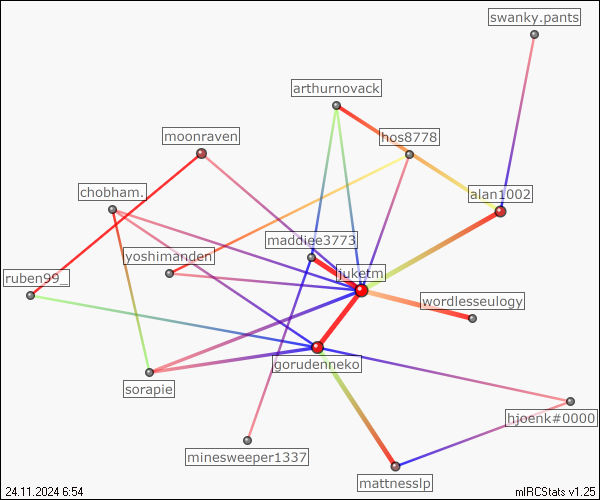 swanky.pants
arthurnovack
moonraven
hos8778
chobham.
alan1002
maddiee3773
yoshimanden
juketm
ruben99_
wordlesseulogy
gorudenneko
sorapie
hjoenk#0000
minesweeper1337
mattnesslp
24.11.2024 6:54
mIRCStats v1.25